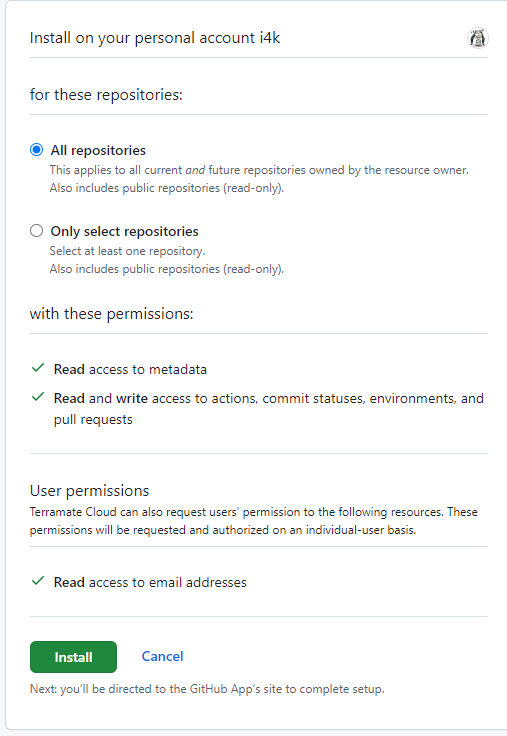 Install on your personal account i4k
for these repositories:
All repositories
This applies to all current and future repositories owned by the resource owner.
Also includes public repositories (read-only).
Only select repositories
Select at least one repository.
Also includes public repositories (read-only).
with these permissions:
Read access to metadata
Read and write access to actions, commit statuses, environments, and
pull requests
User permissions
Terramate Cloud can also request users' permission to the following resources. These
permissions will be requested and authorized on an individual-user basis.
Read access to email addresses
Install Cancel
Next: you'll be directed to the GitHub App's site to complete setup.